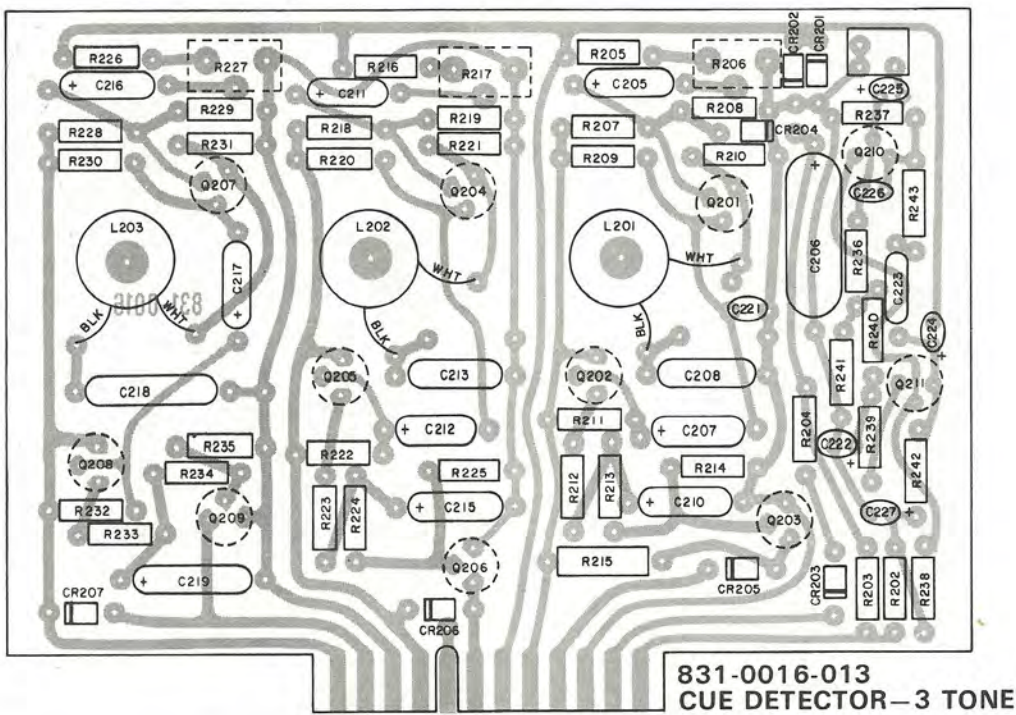 CR202 CR201
R226 R227 R216 R217 R205 R206
+ C216 + C211 + C205 + C225
R229 R219 R208 R237
R228 R218 R207 CR204
R231 R221 R210 Q210
R230 R220 R209
Q207 Q204 Q201 C226 R243
L203 L202 L201 C206 R236
WHT WHT
C217 C223
831-0016
BLK WHT BLK BLK C221 R240 C224
Q205 Q202 R241 Q211
C218 C213 C208
C212 R211 C207 R204 C222 R239
R235 R222
Q208 R234 R225 R214 R242
R232 R223 R224 + C215 R212 R213 + C210 C227
R233 Q209 Q203
Q206 R215
+ C219 CR205 CR203 R203 R202 R238
CR207 CR206
831-0016-013
CUE DETECTOR–3 TONE